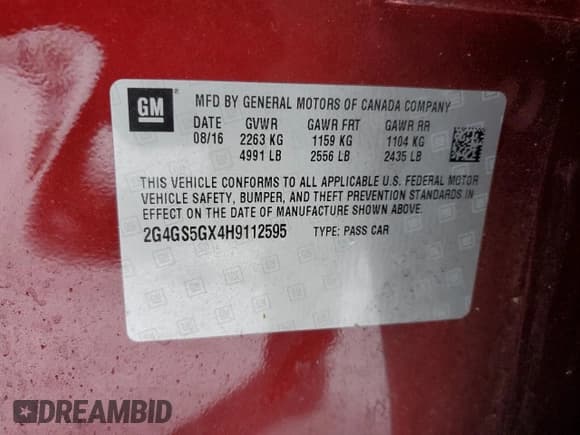 GM
MFD BY GENERAL MOTORS OF CANADA COMPANY
DATE GVWR GAWR FRT GAWR RR
08/16 2263 KG 1159 KG 1104 KG
4991 LB 2556 LB 2435 LB
THIS VEHICLE CONFORMS TO ALL APPLICABLE U.S. FEDERAL MOTOR
VEHICLE SAFETY, BUMPER, AND THEFT PREVENTION STANDARDS IN
EFFECT ON THE DATE OF MANUFACTURE SHOWN ABOVE.
2G4GS5GX4H9112595 TYPE: PASS CAR
DREAMBID